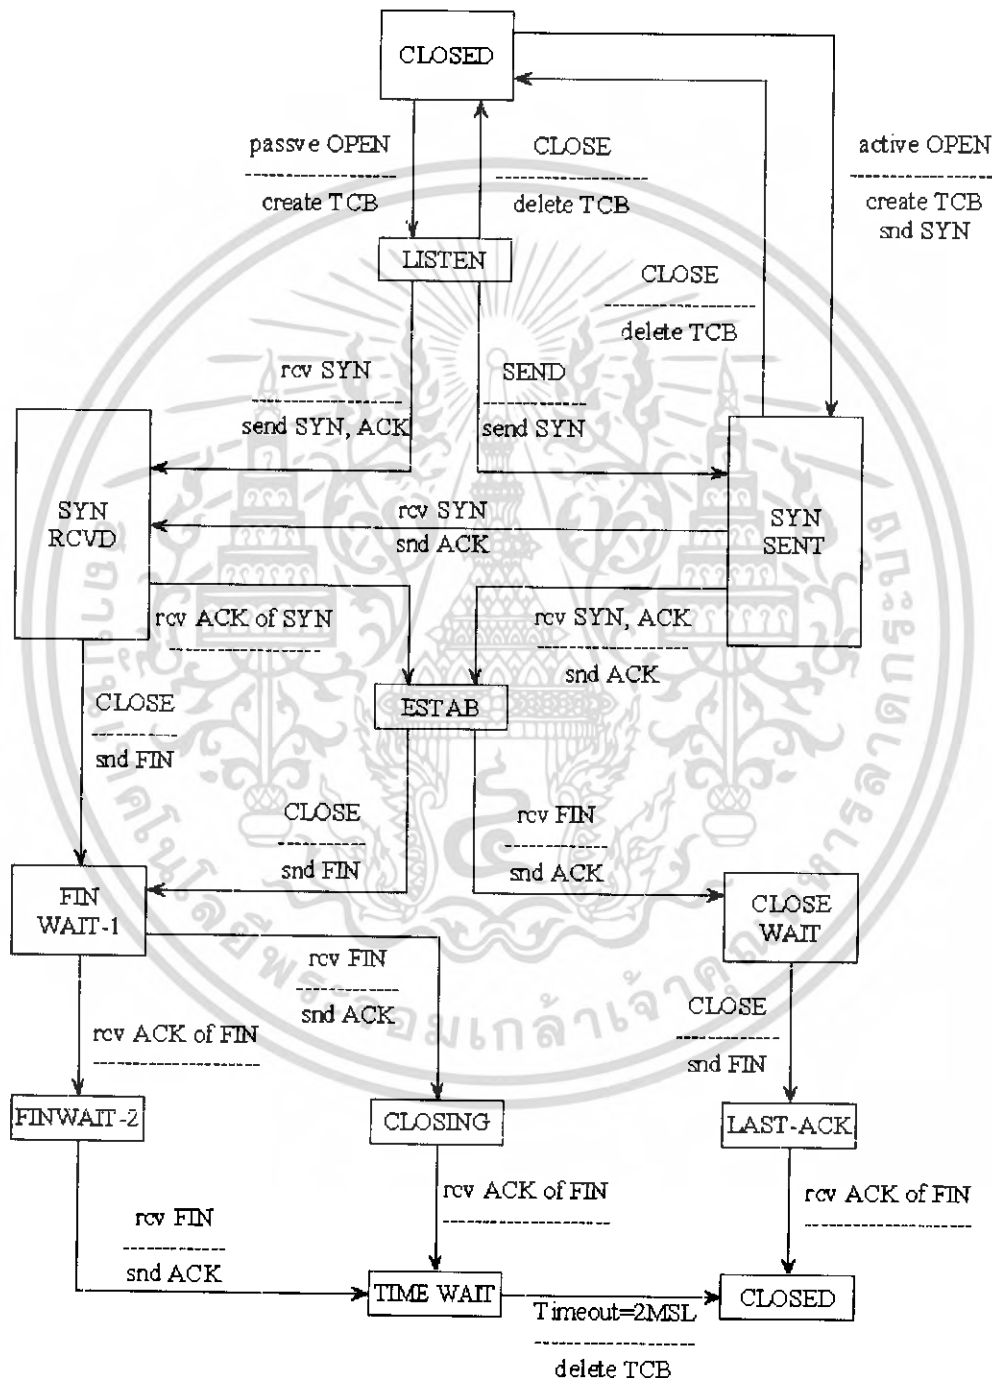 CLOSED
passve OPEN
create TCB
CLOSE
delete TCB
active OPEN
create TCB
snd SYN
LISTEN
CLOSE
delete TCB
rcv SYN
send SYN, ACK
SEND
send SYN
SYN
RCVD
rcv SYN
snd ACK
SYN
SENT
rcv ACK of SYN
rcv SYN, ACK
snd ACK
CLOSE
snd FIN
ESTAB
CLOSE
snd FIN
rcv FIN
snd ACK
FIN
WAIT-1
CLOSE
WAIT
rcv FIN
snd ACK
CLOSE
snd FIN
rcv ACK of FIN
FINWAIT-2
CLOSING
LAST-ACK
rcv ACK of FIN
rcv ACK of FIN
rcv FIN
snd ACK
TIME WAIT
Timeout=2MSL
delete TCB
CLOSED